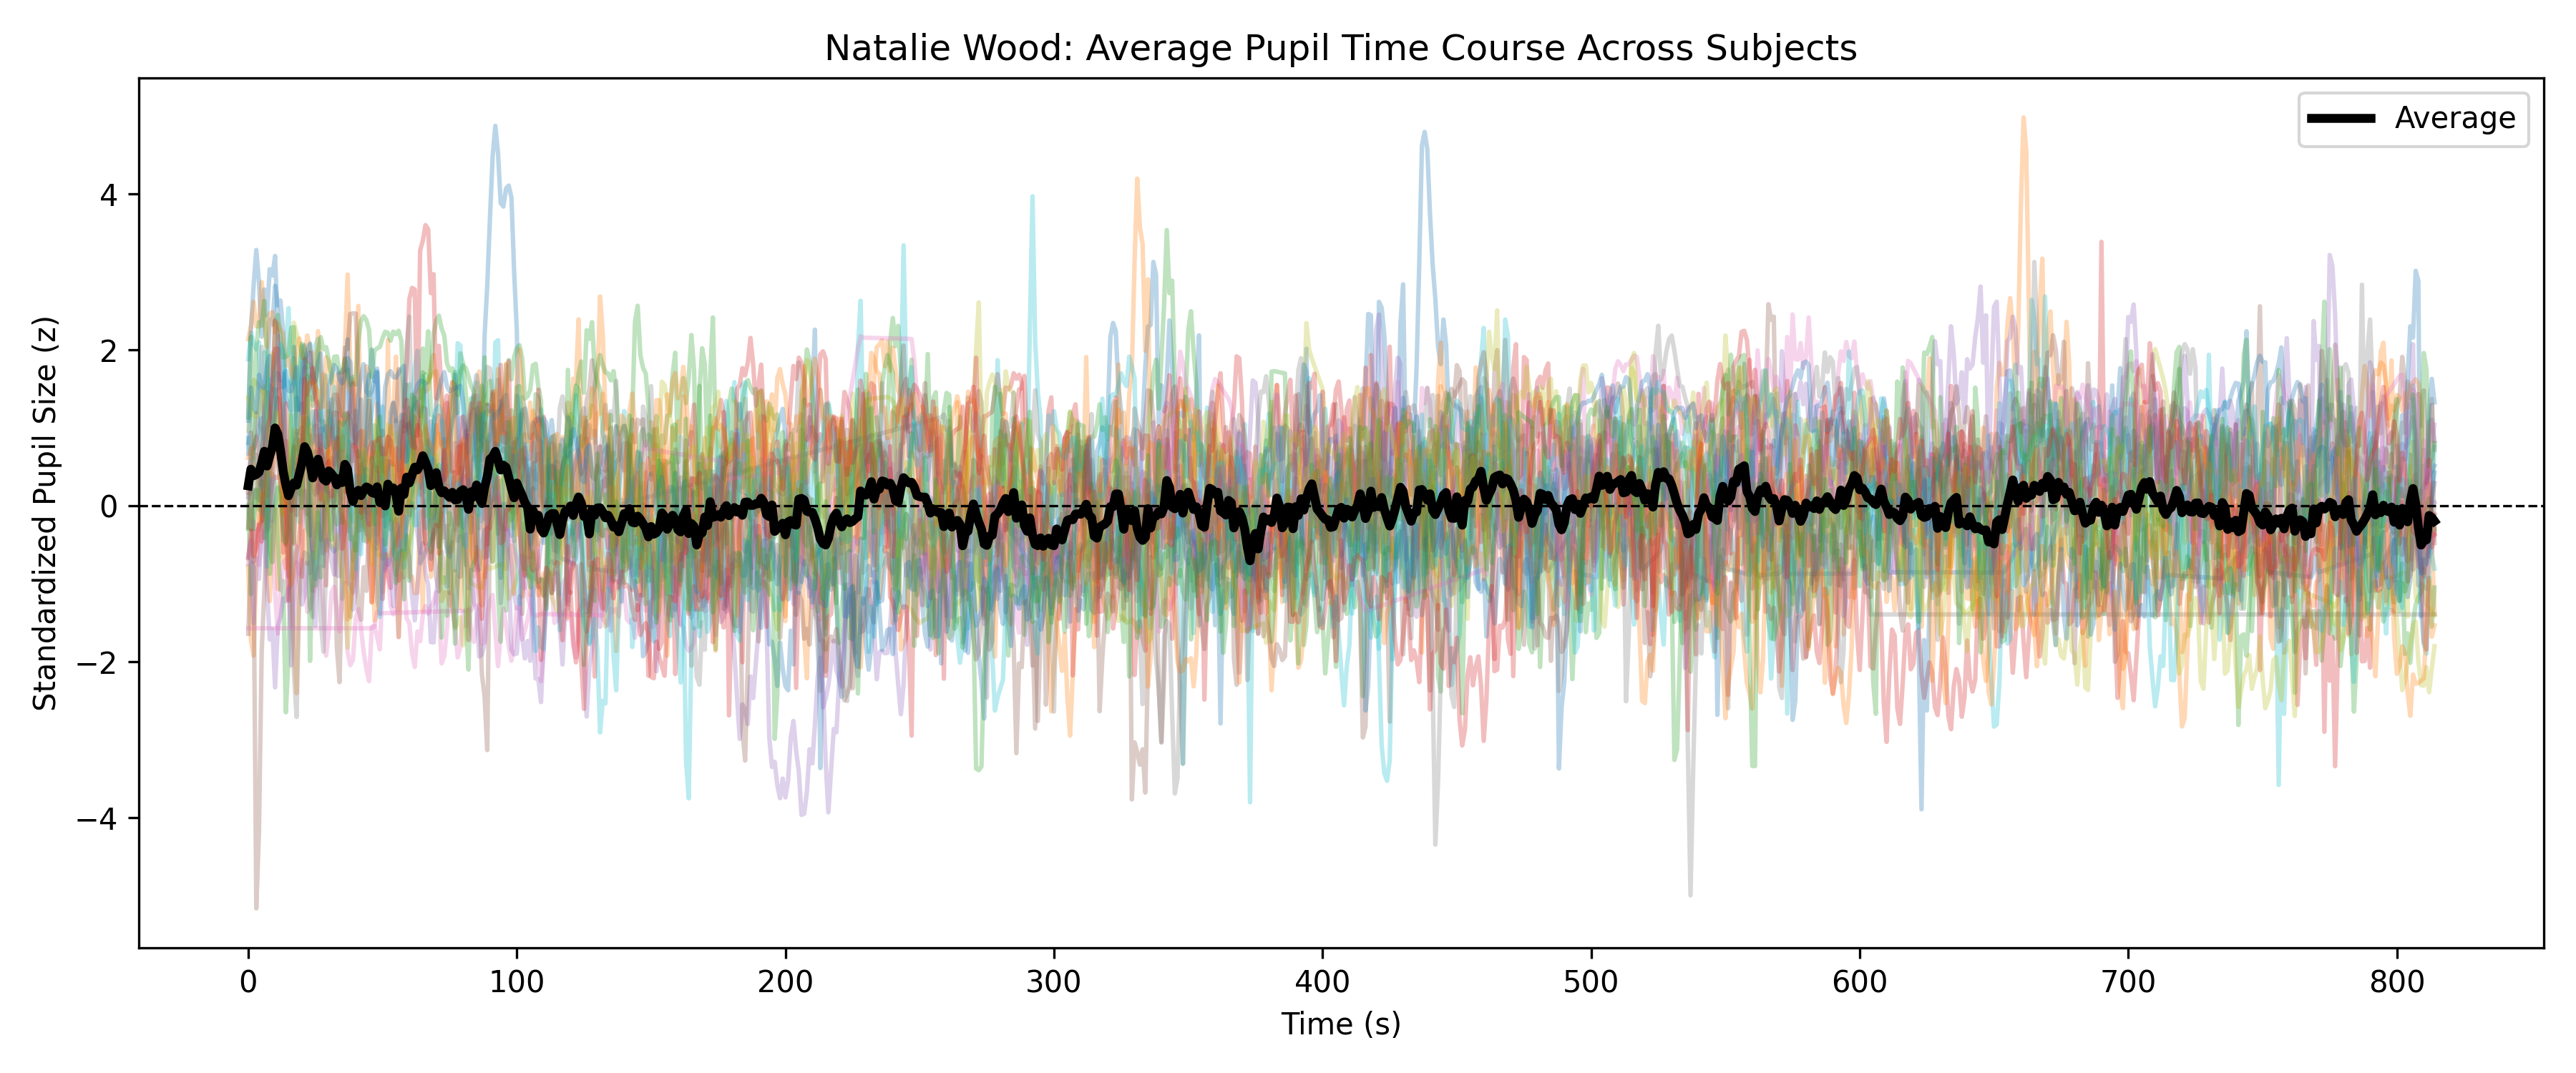 Natalie Wood: Average Pupil Time Course Across Subjects
Average
Standardized Pupil Size (z)
4
2
0
−2
−4
0 100 200 300 400 500 600 700 800
Time (s)